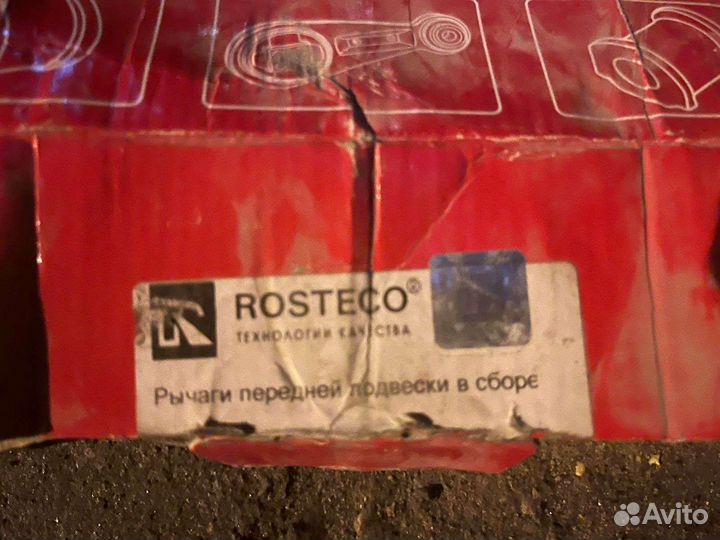 ROSTECO®
ТЕХНОЛОГИИ КАЧЕСТВА
Рычаги передней подвески в сборе
Avito